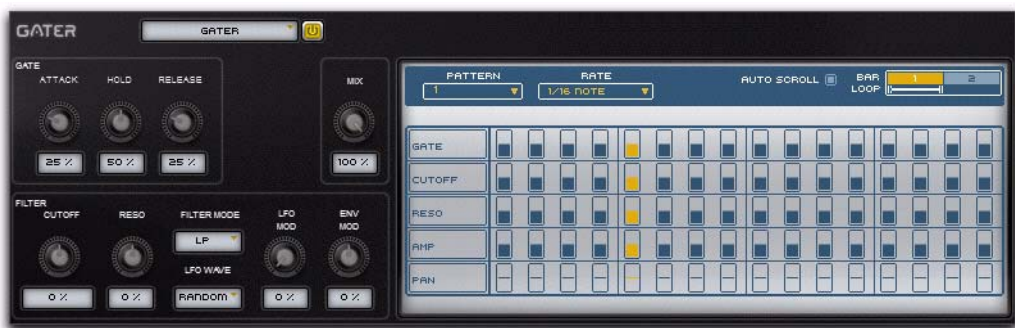 GATER
GATER
GATE
ATTACK HOLD RELEASE
MIX
25 % 50 % 25 %
100 %
FILTER
CUTOFF RESO FILTER MODE LFO MOD ENV MOD
LP
LFO WAVE
0 % 0 % RANDOM 0 % 0 %
PATTERN RATE AUTO SCROLL BAR 1 2
1 1/16 NOTE LOOP
GATE
CUTOFF
RESO
AMP
PAN